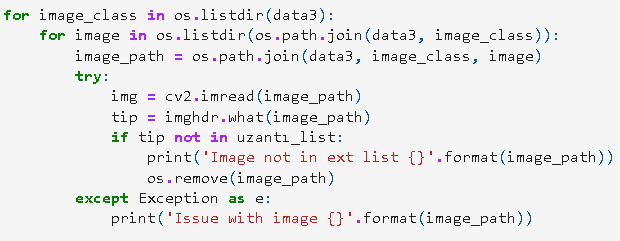 for image_class in os.listdir(data3):
    for image in os.listdir(os.path.join(data3, image_class)):
        image_path = os.path.join(data3, image_class, image)
        try:
            img = cv2.imread(image_path)
            tip = imghdr.what(image_path)
            if tip not in uzantı_list:
                print('Image not in ext list {}'.format(image_path))
                os.remove(image_path)
        except Exception as e:
            print('Issue with image {}'.format(image_path))